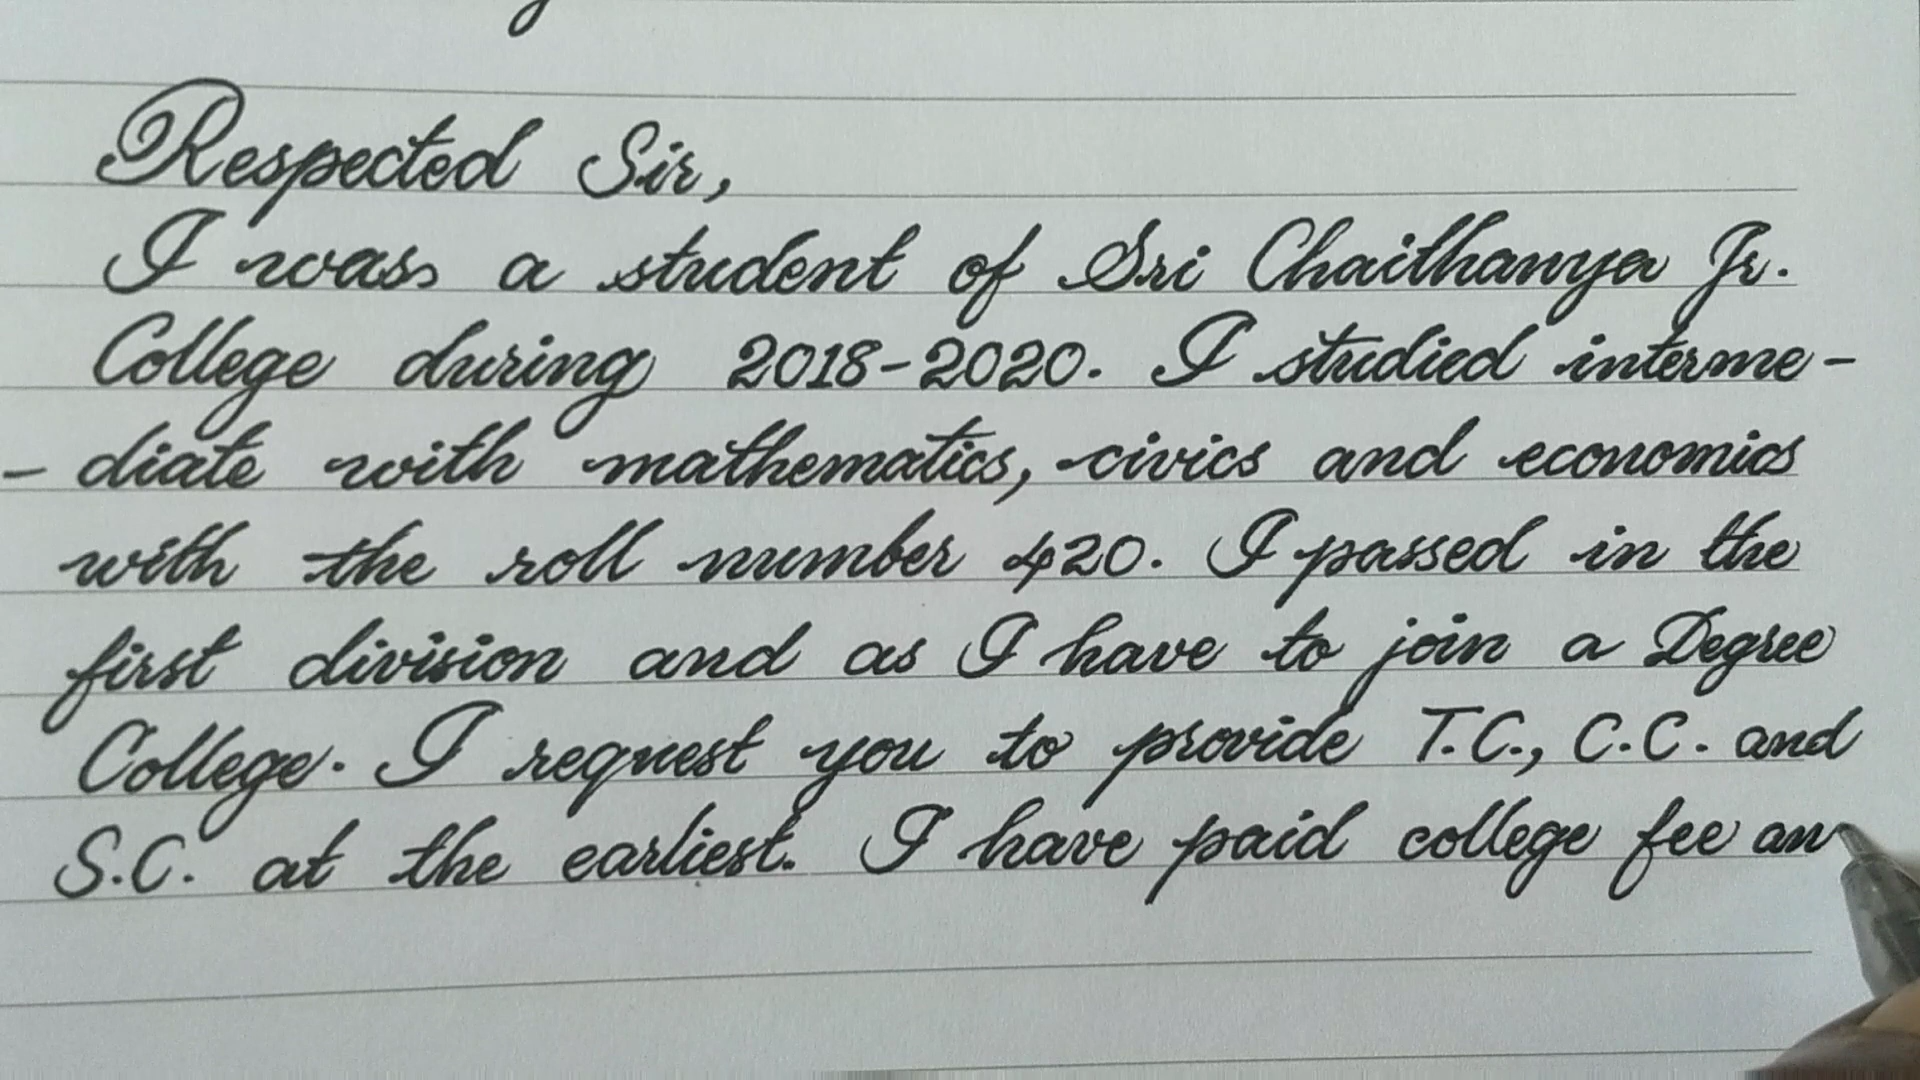 Respected Sir,
I was a student of Sri Chaithanya Jr.
College during 2018-2020. I studied interme-
- diate with mathematics, civics and economics
with the roll number 420. I passed in the
first division and as I have to join a Degree
College. I request you to provide T.C., C.C. and
S.C. at the earliest. I have paid college fee an